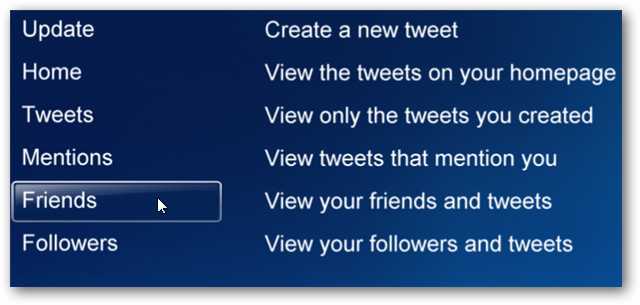 Update Create a new tweet
Home View the tweets on your homepage
Tweets View only the tweets you created
Mentions View tweets that mention you
Friends View your friends and tweets
Followers View your followers and tweets